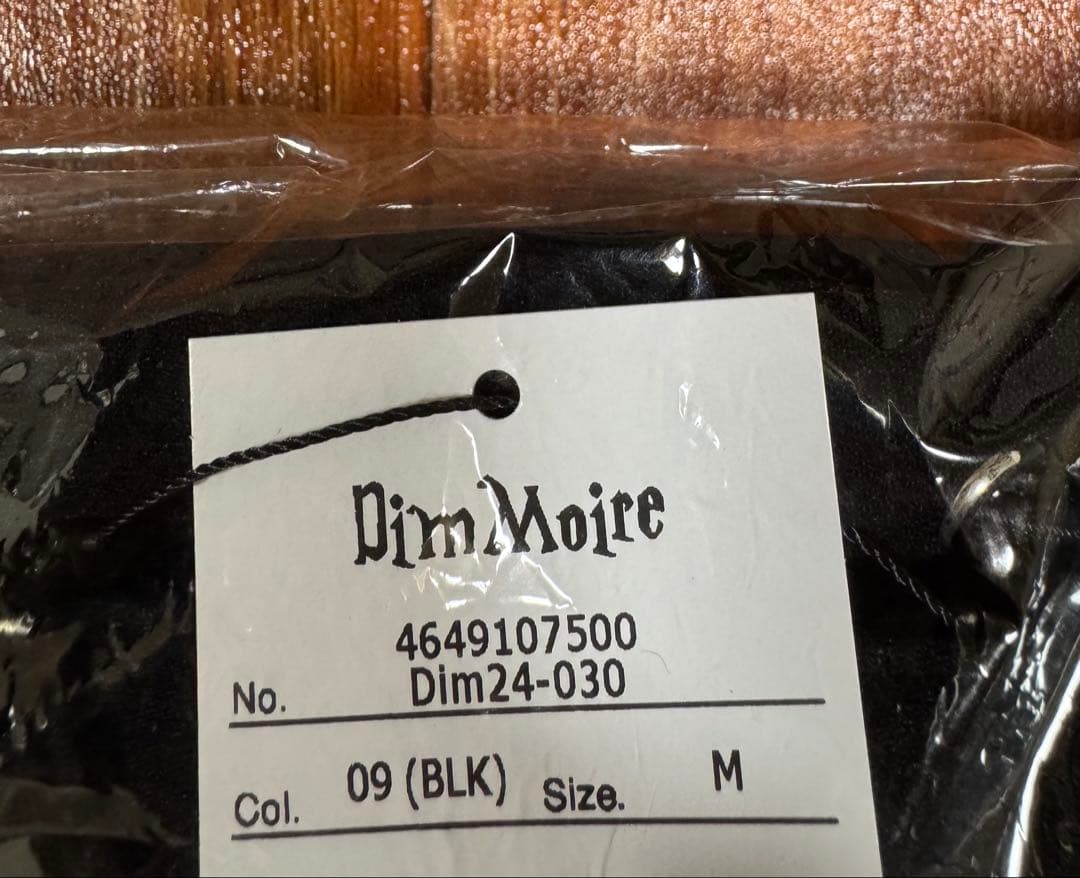 Dim Moire
4649107500
No. Dim24-030
Col. 09 (BLK) Size. M